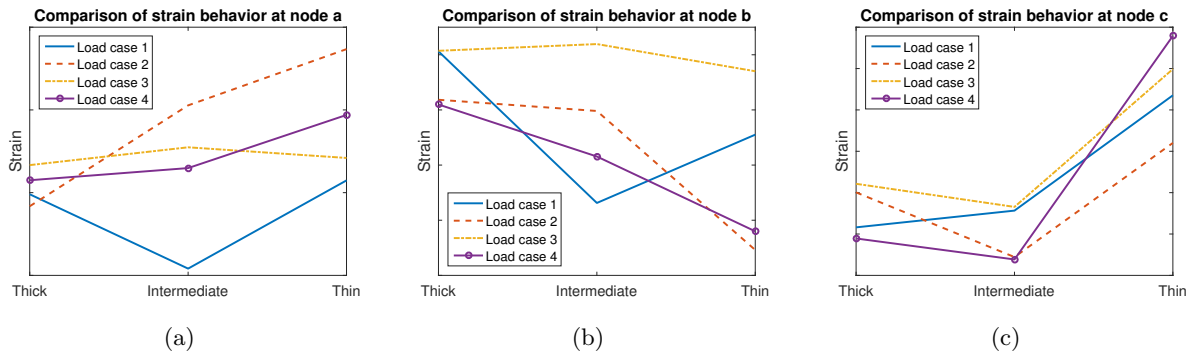 Comparison of strain behavior at node a
Load case 1
Load case 2
Load case 3
Load case 4
Strain
Thick Intermediate Thin
(a)
Comparison of strain behavior at node b
Strain
Load case 1
Load case 2
Load case 3
Load case 4
Thick Intermediate Thin
(b)
Comparison of strain behavior at node c
Load case 1
Load case 2
Load case 3
Load case 4
Strain
Thick Intermediate Thin
(c)